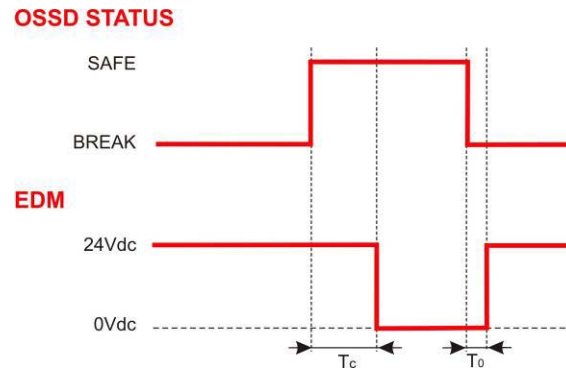 OSSD STATUS
SAFE
BREAK
EDM
24Vdc
0Vdc
Tc T0